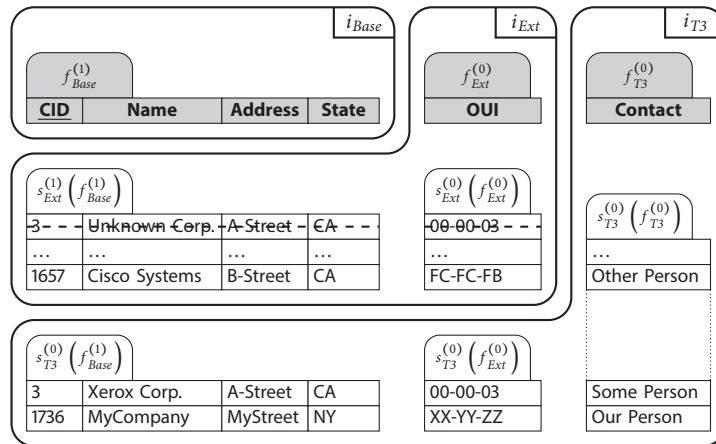 i_Base i_Ext i_T3
f_Base^(1) f_Ext^(0) f_T3^(0)
CID Name Address State OUI Contact
s_Ext^(1) (f_Base^(1)) s_Ext^(0) (f_Ext^(0)) s_T3^(0) (f_T3^(0))
3 Unknown Corp. A-Street CA 00-00-03
... ... ... ... ... ...
1657 Cisco Systems B-Street CA FC-FC-FB Other Person
s_T3^(0) (f_Base^(1)) s_T3^(0) (f_Ext^(0))
3 Xerox Corp. A-Street CA 00-00-03 Some Person
1736 MyCompany MyStreet NY XX-YY-ZZ Our Person